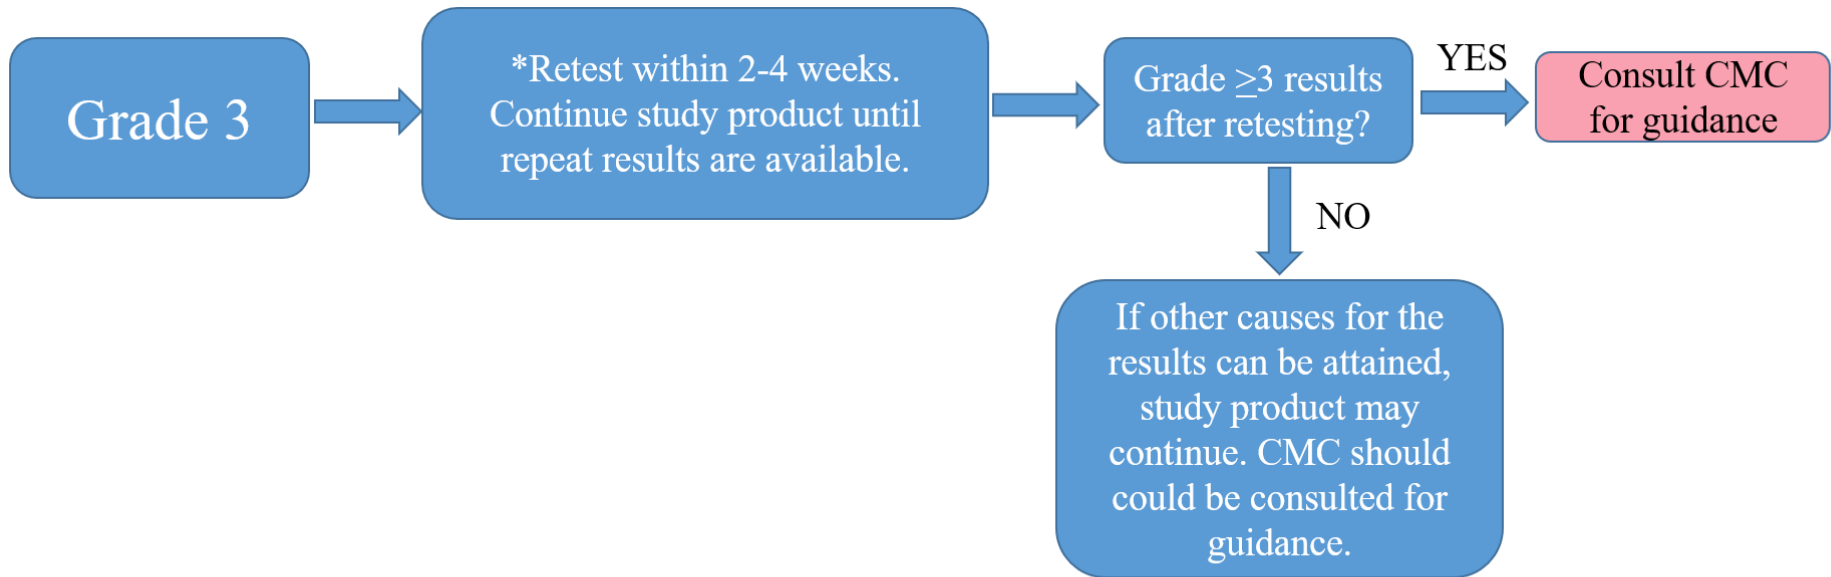 Grade 3
*Retest within 2-4 weeks.
Continue study product until
repeat results are available.
Grade ≥3 results
after retesting?
YES
Consult CMC
for guidance
NO
If other causes for the
results can be attained,
study product may
continue. CMC should
could be consulted for
guidance.